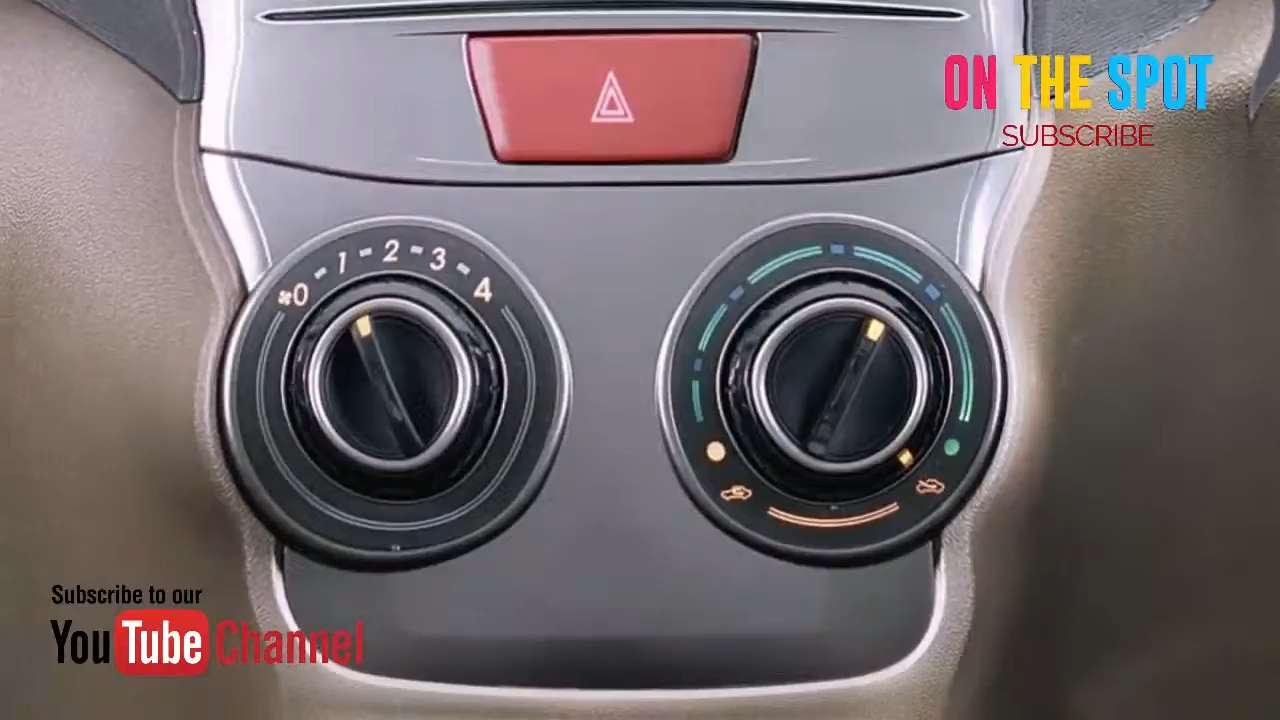 ON THE SPOT
SUBSCRIBE
0 1 2 3 4
Subscribe to our
YouTube Channel